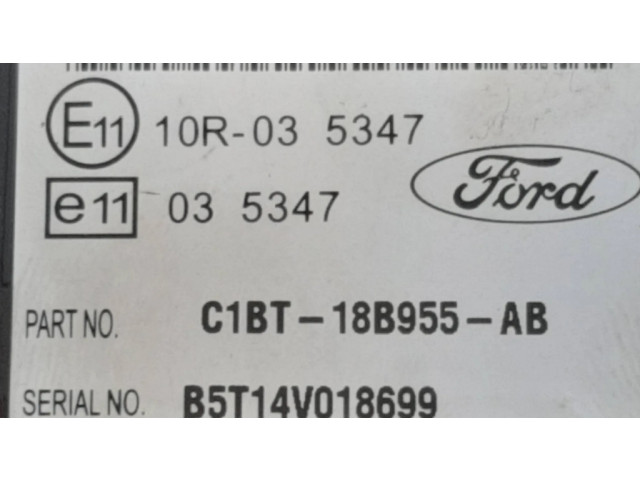 E11 10R-03 5347
Ford
e11 03 5347
PART NO. C1BT-18B955-AB
SERIAL NO. B5T14V018699